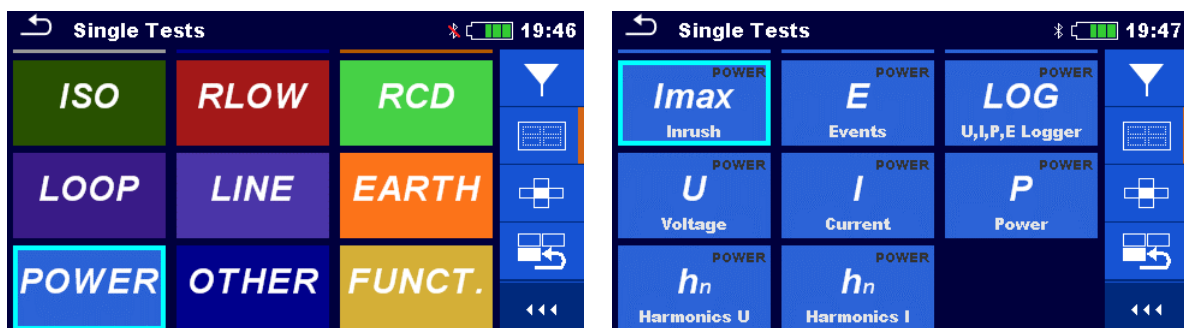 Single Tests 19:46
ISO RLOW RCD
LOOP LINE EARTH
POWER OTHER FUNCT.
Single Tests 19:47
POWER POWER POWER
Imax E LOG
Inrush Events U,I,P,E Logger
POWER POWER POWER
U I P
Voltage Current Power
POWER POWER
hn hn
Harmonics U Harmonics I